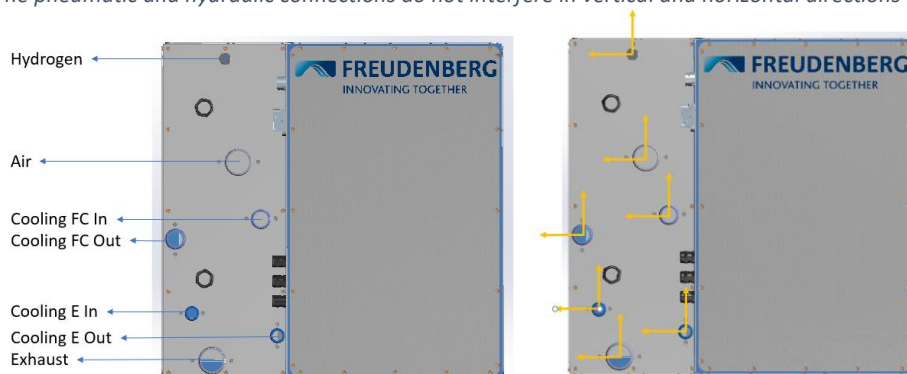 ne pneumatic and hydraulic connections do not interfere in vertical and horizontal directions
Hydrogen
Air
Cooling FC In
Cooling FC Out
Cooling E In
Cooling E Out
Exhaust
FREUDENBERG
INNOVATING TOGETHER
FREUDENBERG
INNOVATING TOGETHER